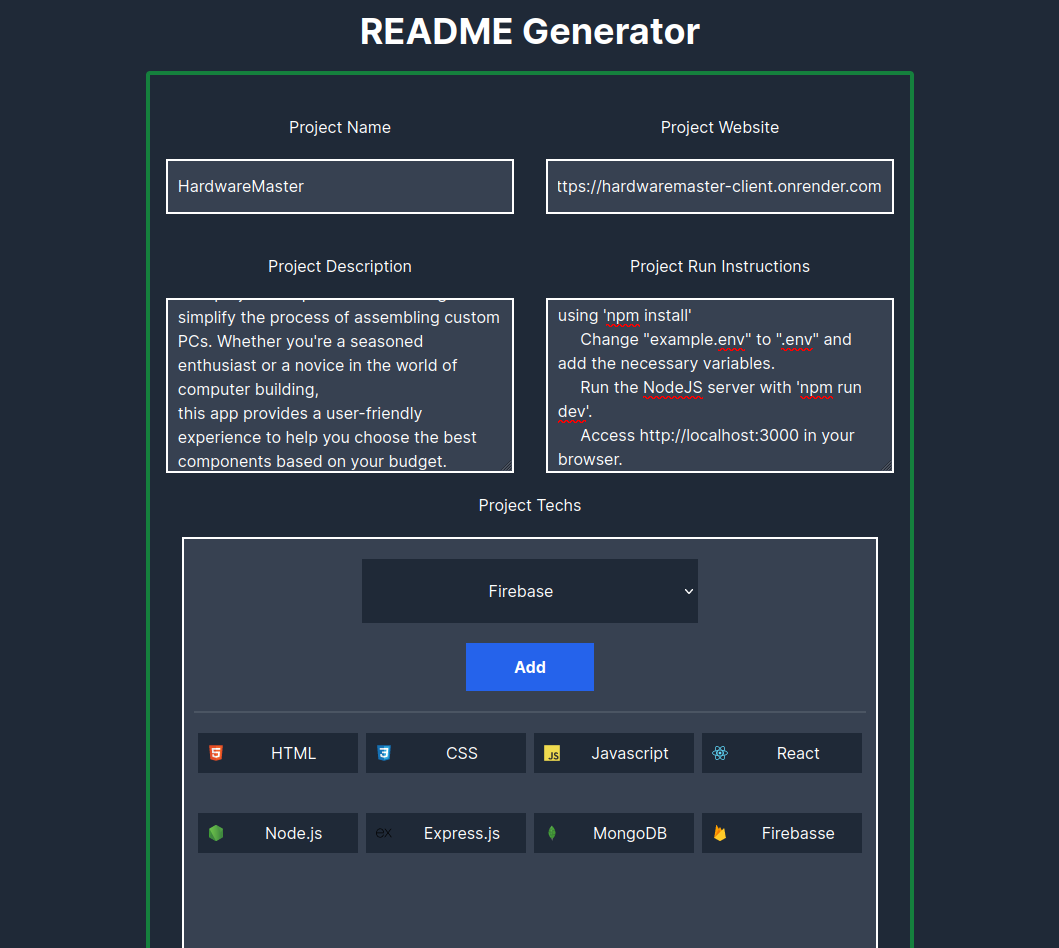 README Generator
Project Name
Project Website
HardwareMaster
ttps://hardwaremaster-client.onrender.com
Project Description
Project Run Instructions
simplify the process of assembling custom
PCs. Whether you're a seasoned
enthusiast or a novice in the world of
computer building,
this app provides a user-friendly
experience to help you choose the best
components based on your budget.
using 'npm install'
Change "example.env" to ".env" and
add the necessary variables.
Run the NodeJS server with 'npm run
dev'.
Access http://localhost:3000 in your
browser.
Project Techs
Firebase
Add
HTML
CSS
JS
Javascript
React
Node.js
ex
Express.js
MongoDB
Firebasse